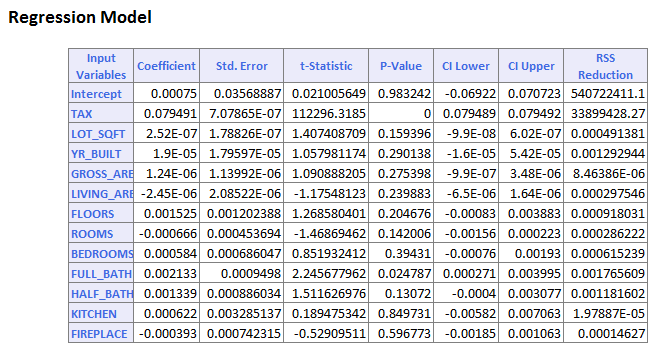 Regression Model
Input Variables Coefficient Std. Error t-Statistic P-Value CI Lower CI Upper RSS Reduction
Intercept 0.00075 0.03568887 0.021005649 0.983242 -0.06922 0.070723 540722411.1
TAX 0.079491 7.07865E-07 112296.3185 0 0.079489 0.079492 33899428.27
LOT_SQFT 2.52E-07 1.78826E-07 1.407408709 0.159396 -9.9E-08 6.02E-07 0.000491381
YR_BUILT 1.9E-05 1.79597E-05 1.057981174 0.290138 -1.6E-05 5.42E-05 0.001292944
GROSS_ARE 1.24E-06 1.13992E-06 1.090888205 0.275398 -9.9E-07 3.48E-06 8.46386E-06
LIVING_ARE -2.45E-06 2.08522E-06 -1.17548123 0.239883 -6.5E-06 1.64E-06 0.000297546
FLOORS 0.001525 0.001202388 1.268580401 0.204676 -0.00083 0.003883 0.000918031
ROOMS -0.000666 0.000453694 -1.46869462 0.142006 -0.00156 0.000223 0.000286222
BEDROOMS 0.000584 0.000686047 0.851932412 0.39431 -0.00076 0.00193 0.000615239
FULL_BATH 0.002133 0.0009498 2.245677962 0.024787 0.000271 0.003995 0.001765609
HALF_BATH 0.001339 0.000886034 1.511626976 0.13072 -0.0004 0.003077 0.001181602
KITCHEN 0.000622 0.003285137 0.189475342 0.849731 -0.00582 0.007063 1.97887E-05
FIREPLACE -0.000393 0.000742315 -0.52909511 0.596773 -0.00185 0.001063 0.00014627